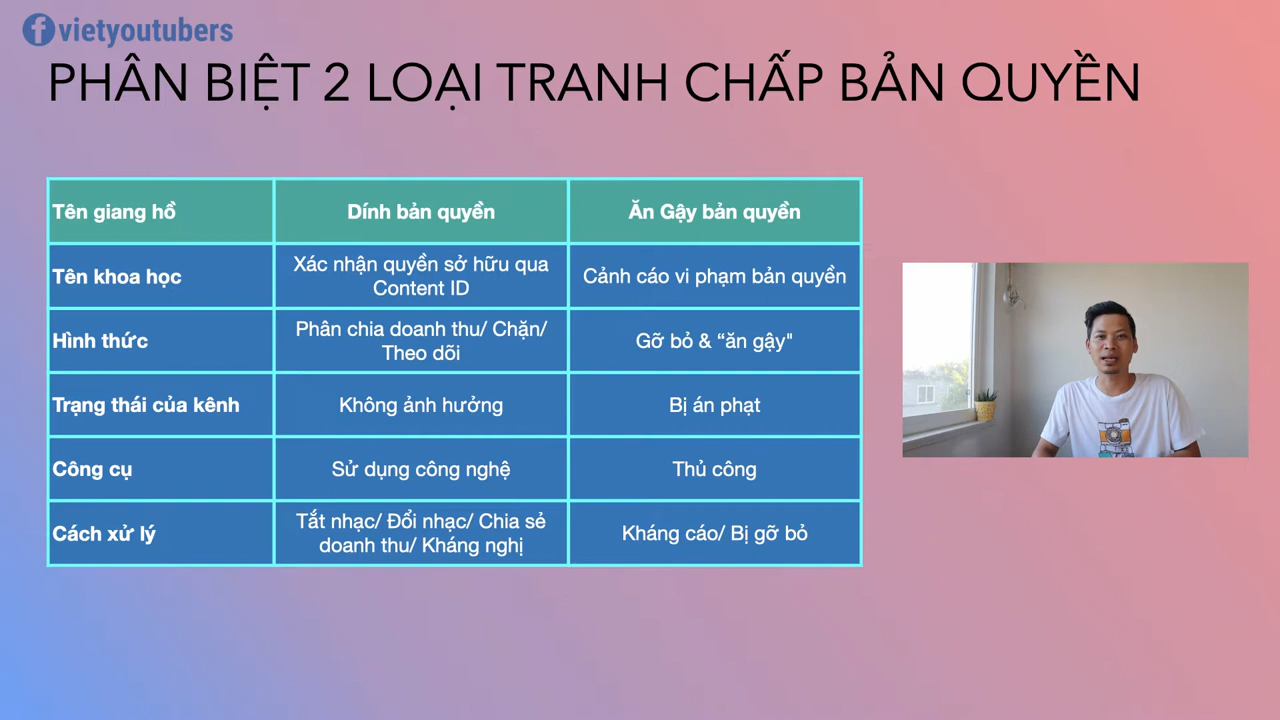 vietyoutubers
PHÂN BIỆT 2 LOẠI TRANH CHẤP BẢN QUYỀN
Tên giang hồ
Dính bản quyền
Ăn Gậy bản quyền
Tên khoa học
Xác nhận quyền sở hữu qua
Content ID
Cảnh cáo vi phạm bản quyền
Hình thức
Phân chia doanh thu/ Chặn/
Theo dõi
Gỡ bỏ & “ăn gậy"
Trạng thái của kênh
Không ảnh hưởng
Bị án phạt
Công cụ
Sử dụng công nghệ
Thủ công
Cách xử lý
Tắt nhạc/ Đổi nhạc/ Chia sẻ
doanh thu/ Kháng nghị
Kháng cáo/ Bị gỡ bỏ